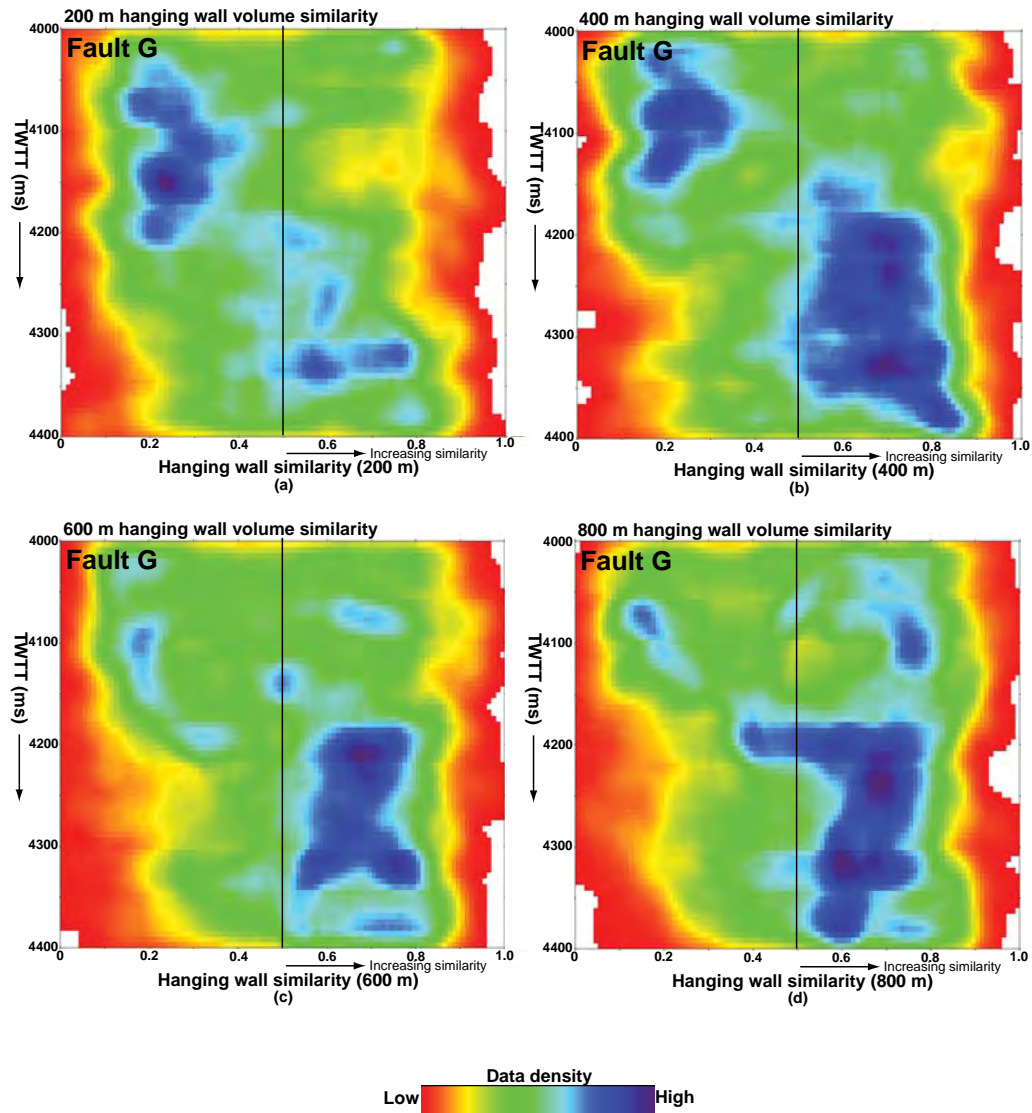 200 m hanging wall volume similarity
Fault G
4000
4100
4200
4300
4400
TWTT (ms)
0 0.2 0.4 0.6 0.8 1.0
Increasing similarity
Hanging wall similarity (200 m)
(a)
400 m hanging wall volume similarity
Fault G
4000
4100
4200
4300
4400
TWTT (ms)
0 0.2 0.4 0.6 0.8 1.0
Increasing similarity
Hanging wall similarity (400 m)
(b)
600 m hanging wall volume similarity
Fault G
4000
4100
4200
4300
4400
TWTT (ms)
0 0.2 0.4 0.6 0.8 1.0
Increasing similarity
Hanging wall similarity (600 m)
(c)
800 m hanging wall volume similarity
Fault G
4000
4100
4200
4300
4400
TWTT (ms)
0 0.2 0.4 0.6 0.8 1.0
Increasing similarity
Hanging wall similarity (800 m)
(d)
Data density
Low High